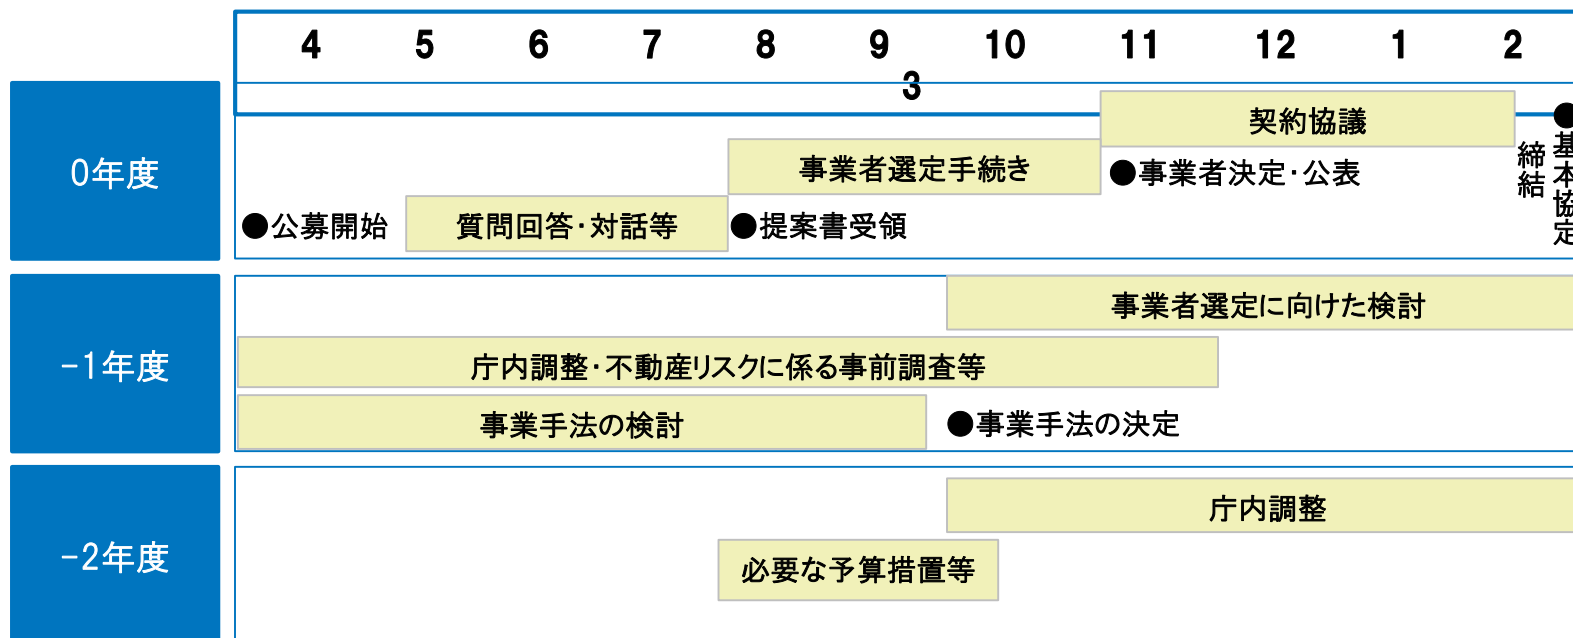 4 5 6 7 8 9 10 11 12 1 2
3
0年度
契約協議
事業者選定手続き
●事業者決定・公表
●公募開始
質問回答・対話等
●提案書受領
●基本協定
締結
-1年度
事業者選定に向けた検討
庁内調整・不動産リスクに係る事前調査等
事業手法の検討
●事業手法の決定
-2年度
庁内調整
必要な予算措置等